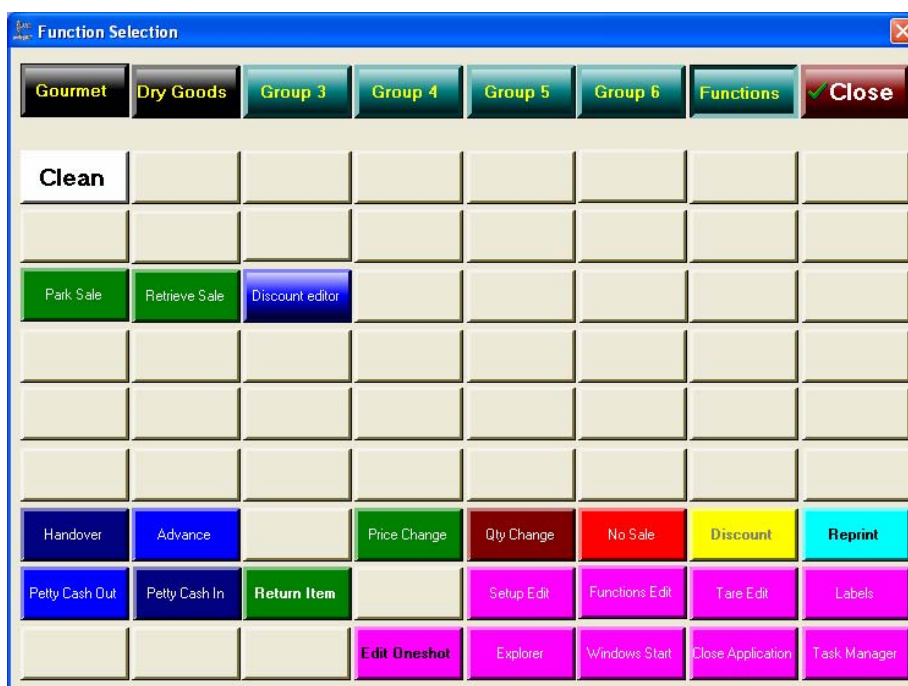 Function Selection
Gourmet Dry Goods Group 3 Group 4 Group 5 Group 6 Functions Close
Clean
Park Sale Retrieve Sale Discount editor
Handover Advance Price Change Qty Change No Sale Discount Reprint
Petty Cash Out Petty Cash In Return Item Setup Edit Functions Edit Tare Edit Labels
Edit Oneshot Explorer Windows Start Close Application Task Manager